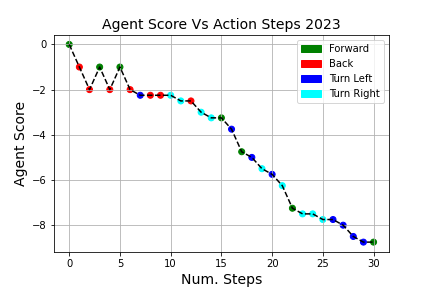 Agent Score Vs Action Steps 2023
Forward
Back
Turn Left
Turn Right
Agent Score
0
−2
−4
−6
−8
0 5 10 15 20 25 30
Num. Steps